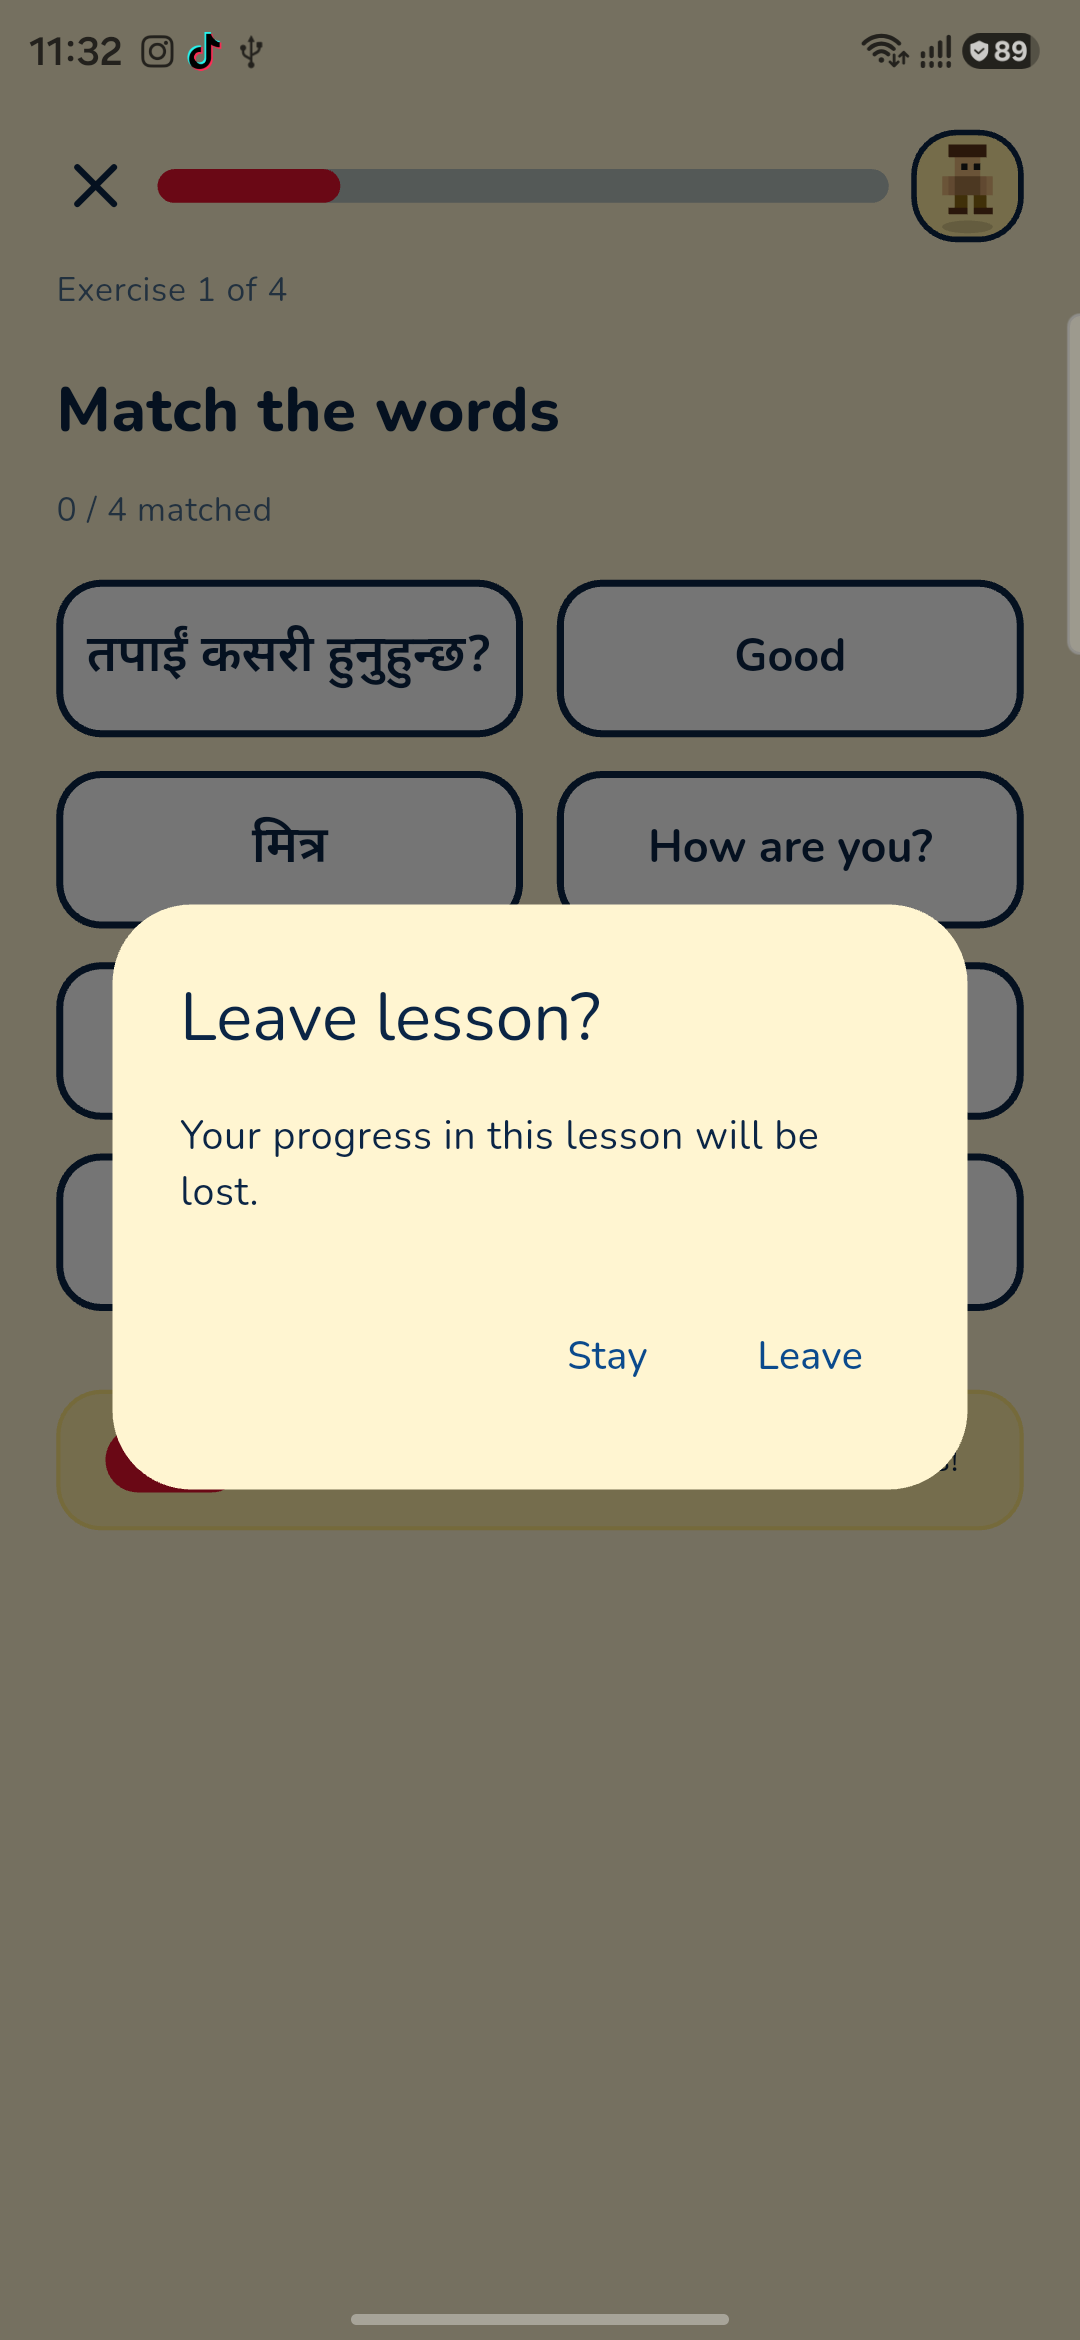 11:32
89
Exercise 1 of 4
Match the words
0 / 4 matched
तपाईं कसरी हुनुहुन्छ?
Good
मित्र
How are you?
Leave lesson?
Your progress in this lesson will be
lost.
Stay
Leave